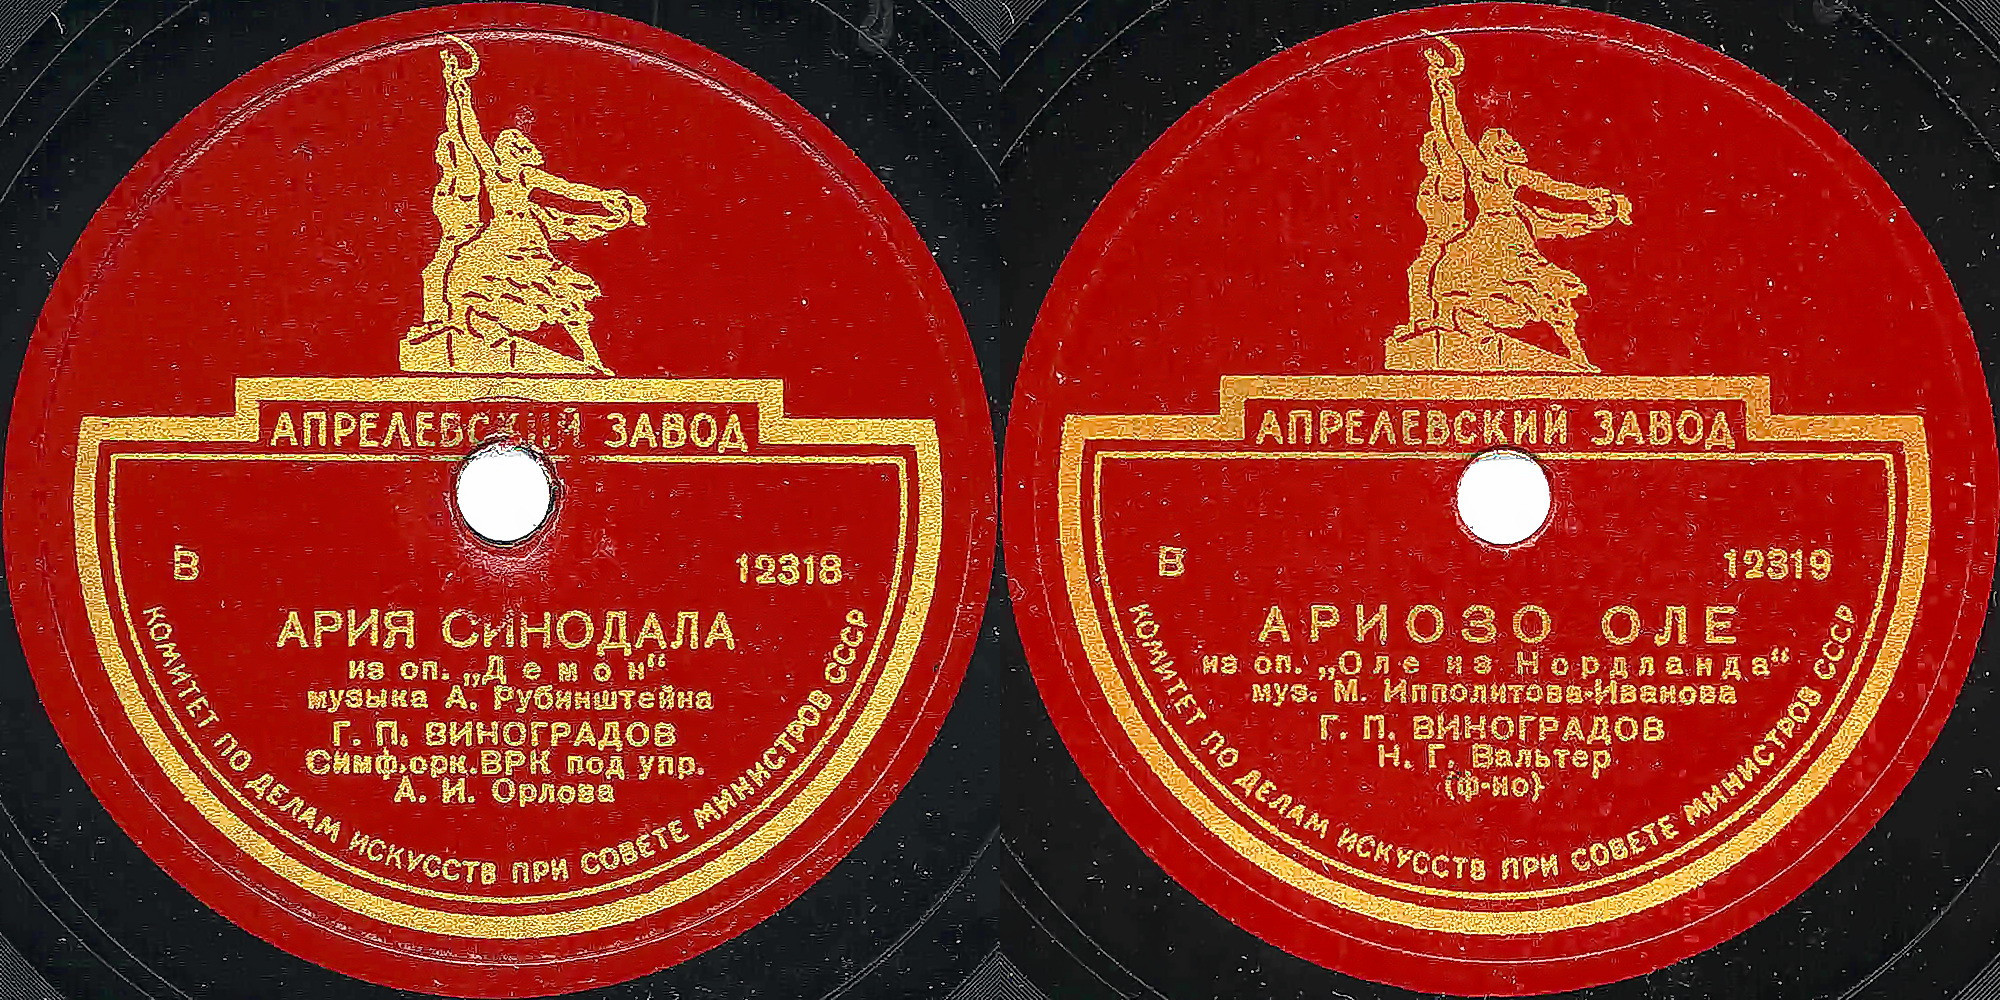 АПРЕЛЕВСКИЙ ЗАВОД
В 12318
АРИЯ СИНОДАЛА
из оп. „Демон“
музыка А. Рубинштейна
Г. П. ВИНОГРАДОВ
Симф.орк.ВРК под упр.
А. И. Орлова
КОМИТЕТ ПО ДЕЛАМ ИСКУССТВ ПРИ СОВЕТЕ МИНИСТРОВ СССР
АПРЕЛЕВСКИЙ ЗАВОД
В 12319
АРИОЗО ОЛЕ
из оп. „Оле из Нордланда“
муз. М. Ипполитова-Иванова
Г. П. ВИНОГРАДОВ
Н. Г. Вальтер
(ф-но)
КОМИТЕТ ПО ДЕЛАМ ИСКУССТВ ПРИ СОВЕТЕ МИНИСТРОВ СССР